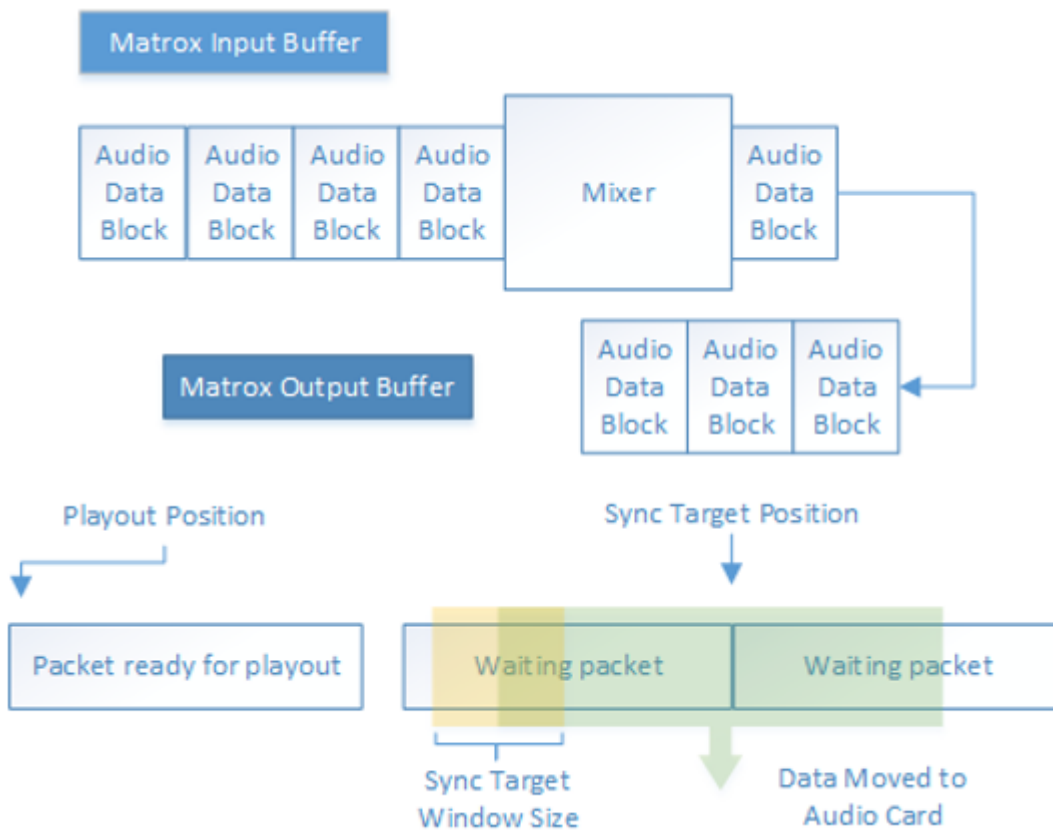 Matrox Input Buffer
Audio
Data
Block
Audio
Data
Block
Audio
Data
Block
Audio
Data
Block
Mixer
Audio
Data
Block
Matrox Output Buffer
Audio
Data
Block
Audio
Data
Block
Audio
Data
Block
Playout Position
Sync Target Position
Packet ready for playout
Waiting packet
Waiting packet
Sync Target
Window Size
Data Moved to
Audio Card